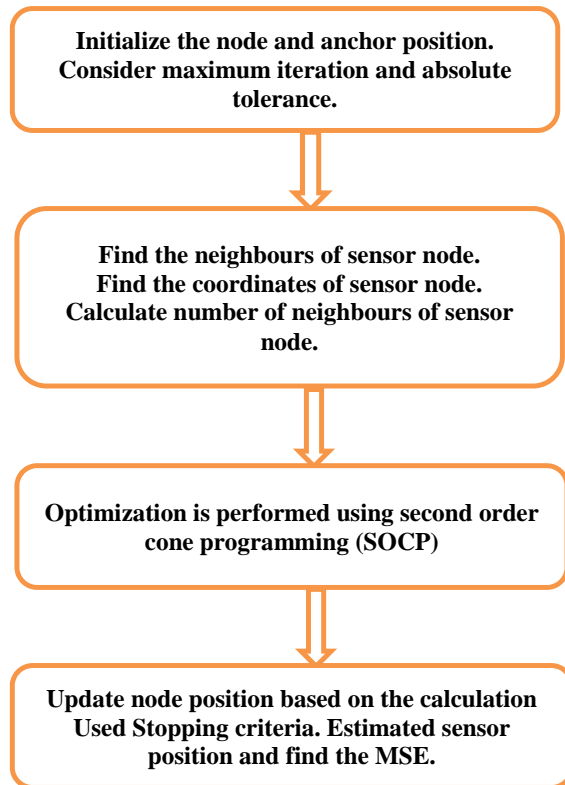 Initialize the node and anchor position.
Consider maximum iteration and absolute
tolerance.
Find the neighbours of sensor node.
Find the coordinates of sensor node.
Calculate number of neighbours of sensor
node.
Optimization is performed using second order
cone programming (SOCP)
Update node position based on the calculation
Used Stopping criteria. Estimated sensor
position and find the MSE.